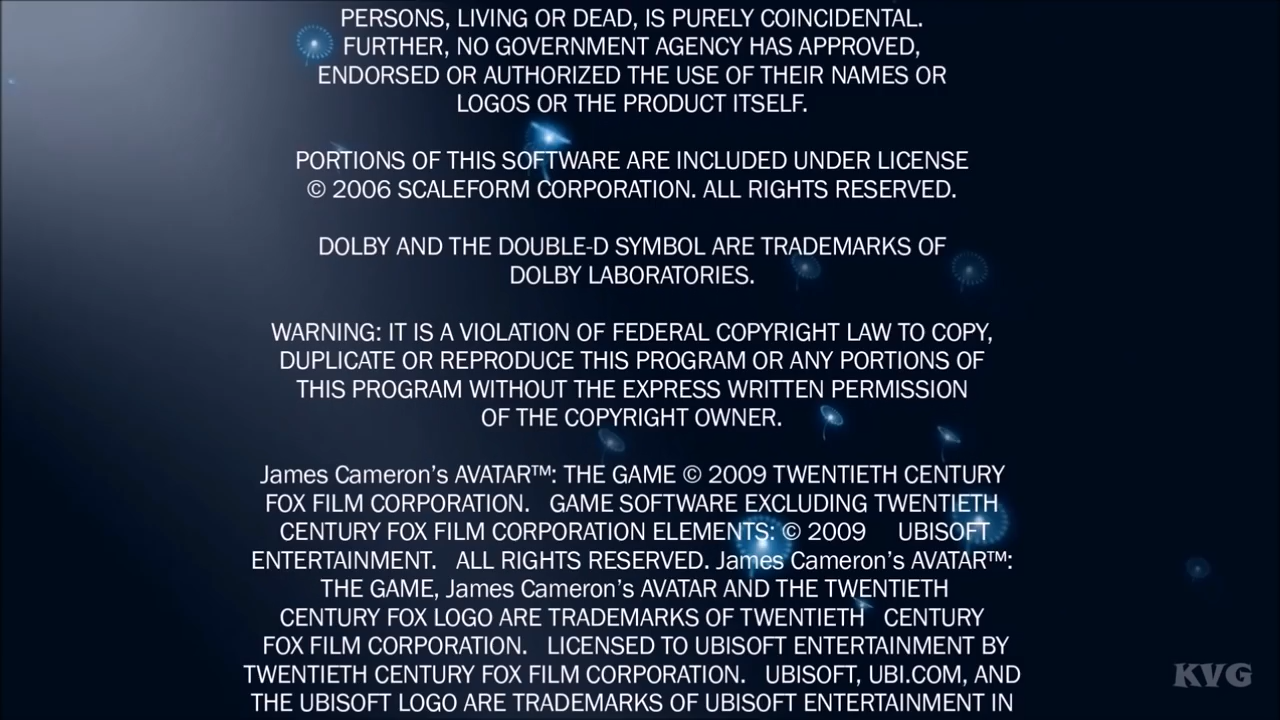 PERSONS, LIVING OR DEAD, IS PURELY COINCIDENTAL.
FURTHER, NO GOVERNMENT AGENCY HAS APPROVED,
ENDORSED OR AUTHORIZED THE USE OF THEIR NAMES OR
LOGOS OR THE PRODUCT ITSELF.
PORTIONS OF THIS SOFTWARE ARE INCLUDED UNDER LICENSE
© 2006 SCALEFORM CORPORATION. ALL RIGHTS RESERVED.
DOLBY AND THE DOUBLE-D SYMBOL ARE TRADEMARKS OF
DOLBY LABORATORIES.
WARNING: IT IS A VIOLATION OF FEDERAL COPYRIGHT LAW TO COPY,
DUPLICATE OR REPRODUCE THIS PROGRAM OR ANY PORTIONS OF
THIS PROGRAM WITHOUT THE EXPRESS WRITTEN PERMISSION
OF THE COPYRIGHT OWNER.
James Cameron's AVATAR™: THE GAME © 2009 TWENTIETH CENTURY
FOX FILM CORPORATION. GAME SOFTWARE EXCLUDING TWENTIETH
CENTURY FOX FILM CORPORATION ELEMENTS: © 2009 UBISOFT
ENTERTAINMENT. ALL RIGHTS RESERVED. James Cameron's AVATAR™:
THE GAME, James Cameron's AVATAR AND THE TWENTIETH
CENTURY FOX LOGO ARE TRADEMARKS OF TWENTIETH CENTURY
FOX FILM CORPORATION. LICENSED TO UBISOFT ENTERTAINMENT BY
TWENTIETH CENTURY FOX FILM CORPORATION. UBISOFT, UBI.COM, AND
THE UBISOFT LOGO ARE TRADEMARKS OF UBISOFT ENTERTAINMENT IN
KVG